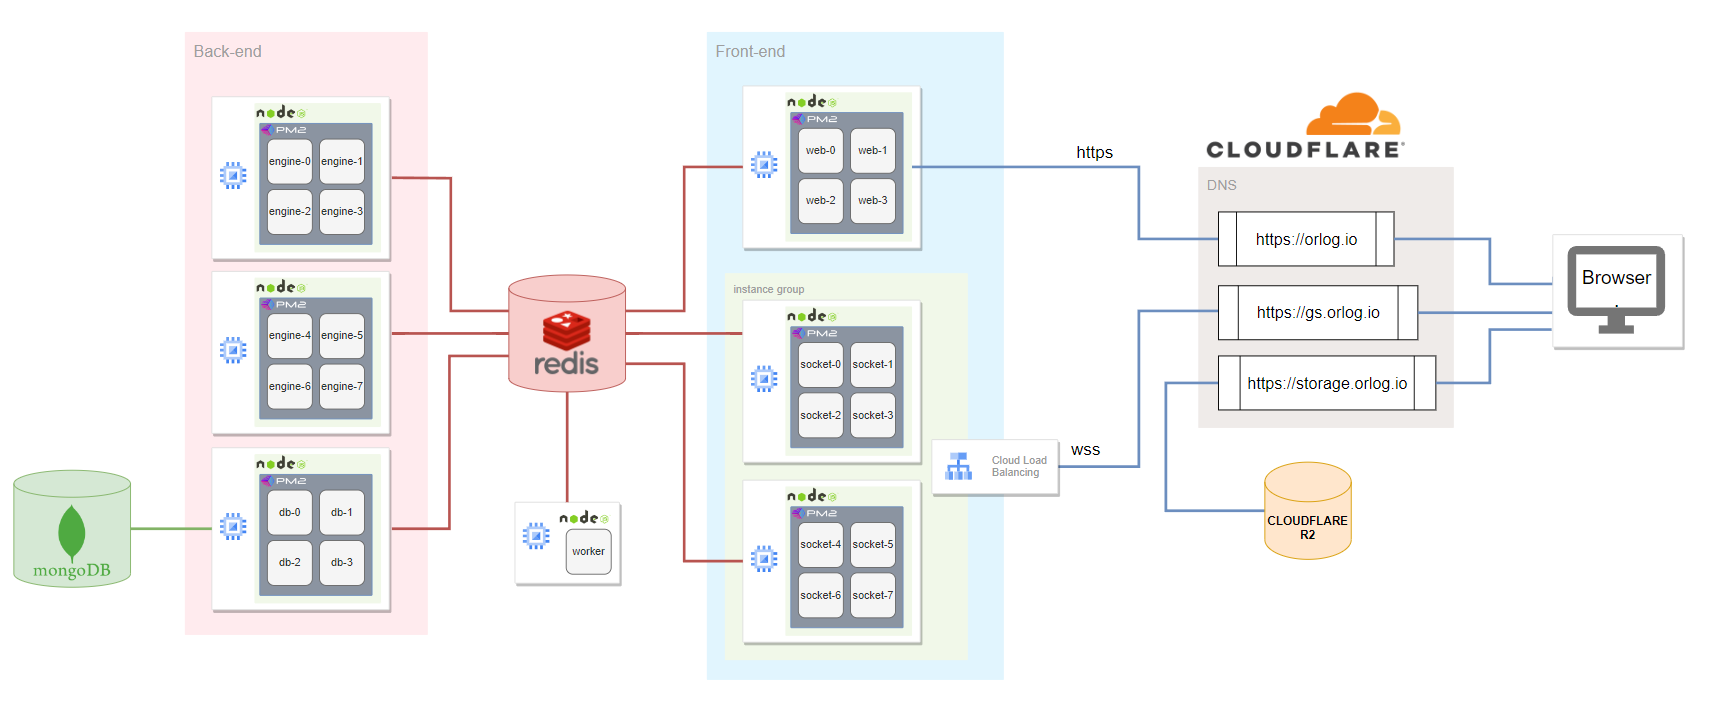 Back-end
node
PM2
engine-0 engine-1
engine-2 engine-3
node
PM2
engine-4 engine-5
engine-6 engine-7
node
PM2
db-0 db-1
db-2 db-3
mongoDB
redis
node
worker
Front-end
node
PM2
web-0 web-1
web-2 web-3
instance group
node
PM2
socket-0 socket-1
socket-2 socket-3
node
PM2
socket-4 socket-5
socket-6 socket-7
Cloud Load
Balancing
https
wss
CLOUDFLARE
DNS
https://orlog.io
https://gs.orlog.io
https://storage.orlog.io
CLOUDFLARE
R2
Browser
.